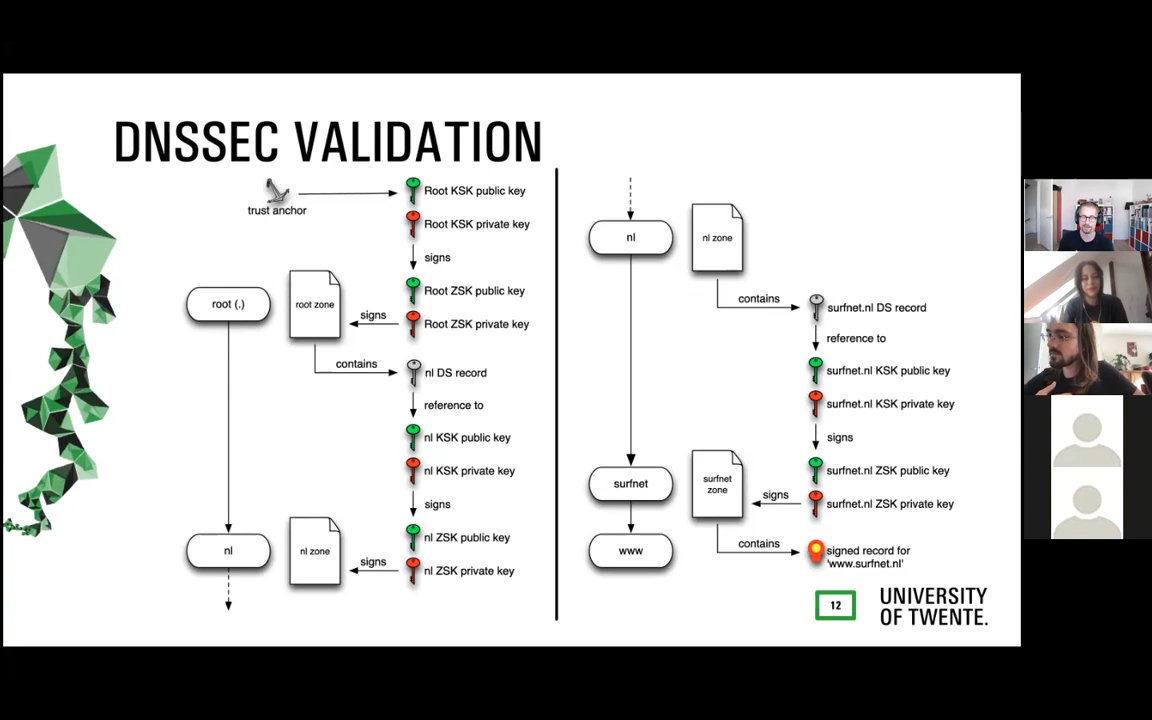 DNSSEC VALIDATION
trust anchor
Root KSK public key
Root KSK private key
signs
Root ZSK public key
root (.)
root zone
signs
Root ZSK private key
contains
nl DS record
reference to
nl KSK public key
nl KSK private key
signs
nl ZSK public key
nl
nl zone
signs
nl ZSK private key
nl
nl zone
contains
surfnet.nl DS record
reference to
surfnet.nl KSK public key
surfnet.nl KSK private key
signs
surfnet.nl ZSK public key
surfnet
surfnet
zone
signs
surfnet.nl ZSK private key
www
contains
signed record for
'www.surfnet.nl'
12
UNIVERSITY
OF TWENTE.